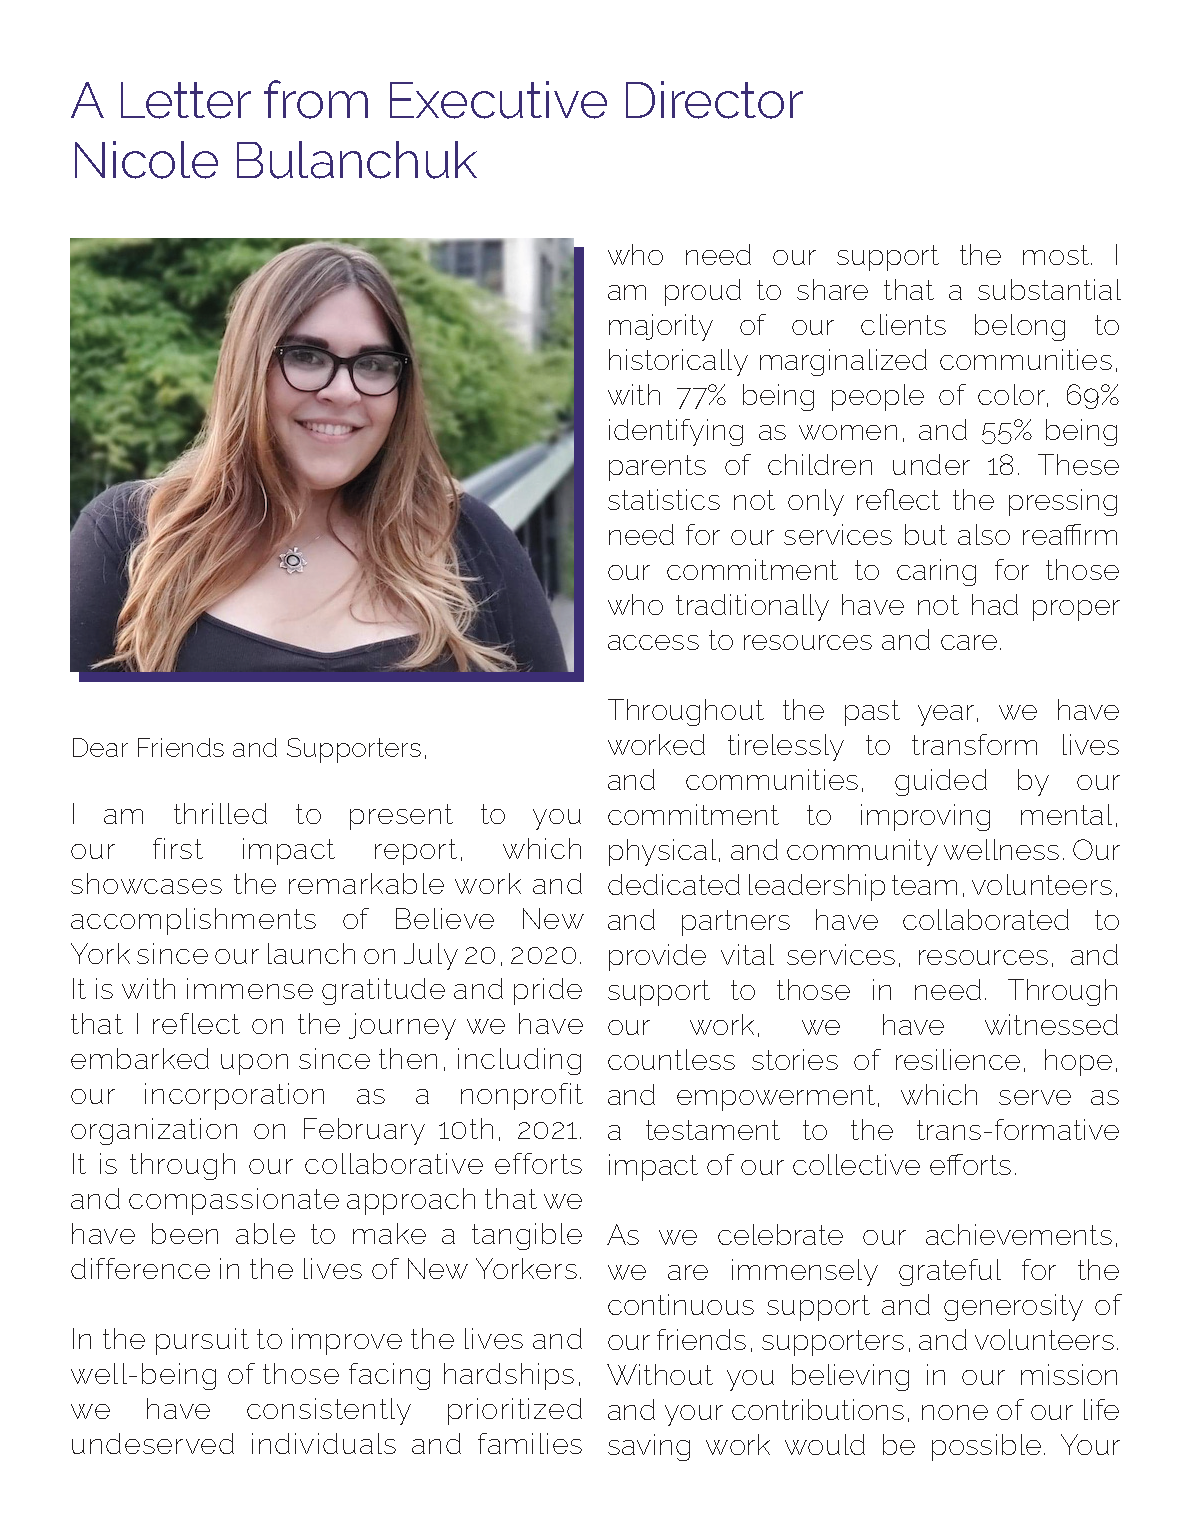 A Letter from Executive Director
Nicole Bulanchuk
Dear Friends and Supporters,
I am thrilled to present to you
our first impact report, which
showcases the remarkable work and
accomplishments of Believe New
York since our launch on July 20, 2020.
It is with immense gratitude and pride
that I reflect on the journey we have
embarked upon since then, including
our incorporation as a nonprofit
organization on February 10th, 2021.
It is through our collaborative efforts
and compassionate approach that we
have been able to make a tangible
difference in the lives of New Yorkers.
In the pursuit to improve the lives and
well-being of those facing hardships,
we have consistently prioritized
undeserved individuals and families
who need our support the most. I
am proud to share that a substantial
majority of our clients belong to
historically marginalized communities,
with 77% being people of color, 69%
identifying as women, and 55% being
parents of children under 18. These
statistics not only reflect the pressing
need for our services but also reaffirm
our commitment to caring for those
who traditionally have not had proper
access to resources and care.
Throughout the past year, we have
worked tirelessly to transform lives
and communities, guided by our
commitment to improving mental,
physical, and community wellness. Our
dedicated leadership team, volunteers,
and partners have collaborated to
provide vital services, resources, and
support to those in need. Through
our work, we have witnessed
countless stories of resilience, hope,
and empowerment, which serve as
a testament to the trans-formative
impact of our collective efforts.
As we celebrate our achievements,
we are immensely grateful for the
continuous support and generosity of
our friends, supporters, and volunteers.
Without you believing in our mission
and your contributions, none of our life
saving work would be possible. Your